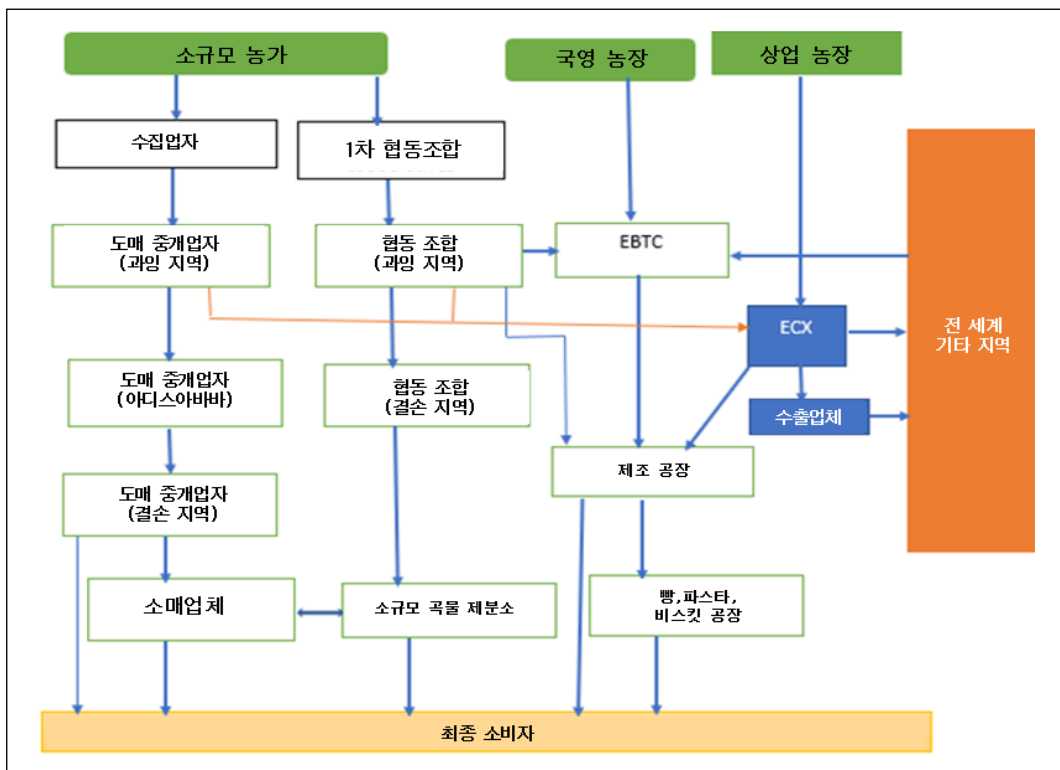 소규모 농가
국영 농장
상업 농장
수집업자
1차 협동조합
도매 중개업자
(과잉 지역)
협동 조합
(과잉 지역)
EBTC
ECX
전 세계
기타 지역
도매 중개업자
(아디스아바바)
협동 조합
(결손 지역)
수출업체
제조 공장
도매 중개업자
(결손 지역)
소매업체
소규모 곡물 제분소
빵,파스타,
비스킷 공장
최종 소비자